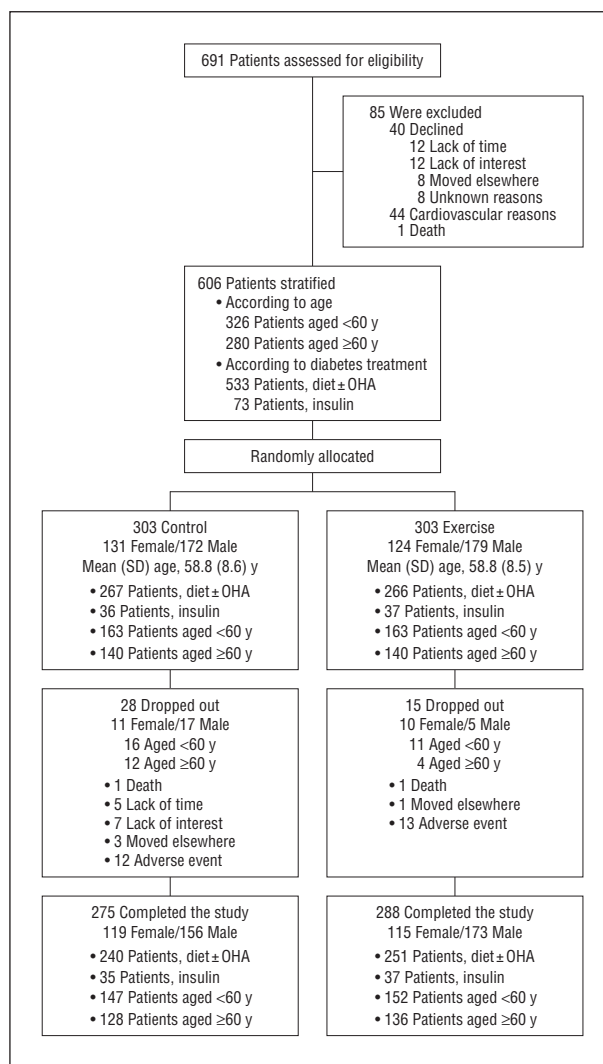 691 Patients assessed for eligibility
85 Were excluded
40 Declined
12 Lack of time
12 Lack of interest
8 Moved elsewhere
8 Unknown reasons
44 Cardiovascular reasons
1 Death
606 Patients stratified
• According to age
326 Patients aged <60 y
280 Patients aged ≥60 y
• According to diabetes treatment
533 Patients, diet ± OHA
73 Patients, insulin
Randomly allocated
303 Control
131 Female/172 Male
Mean (SD) age, 58.8 (8.6) y
• 267 Patients, diet ± OHA
• 36 Patients, insulin
• 163 Patients aged <60 y
• 140 Patients aged ≥60 y
303 Exercise
124 Female/179 Male
Mean (SD) age, 58.8 (8.5) y
• 266 Patients, diet ± OHA
• 37 Patients, insulin
• 163 Patients aged <60 y
• 140 Patients aged ≥60 y
28 Dropped out
11 Female/17 Male
16 Aged <60 y
12 Aged ≥60 y
• 1 Death
• 5 Lack of time
• 7 Lack of interest
• 3 Moved elsewhere
• 12 Adverse event
15 Dropped out
10 Female/5 Male
11 Aged <60 y
4 Aged ≥60 y
• 1 Death
• 1 Moved elsewhere
• 13 Adverse event
275 Completed the study
119 Female/156 Male
• 240 Patients, diet ± OHA
• 35 Patients, insulin
• 147 Patients aged <60 y
• 128 Patients aged ≥60 y
288 Completed the study
115 Female/173 Male
• 251 Patients, diet ± OHA
• 37 Patients, insulin
• 152 Patients aged <60 y
• 136 Patients aged ≥60 y